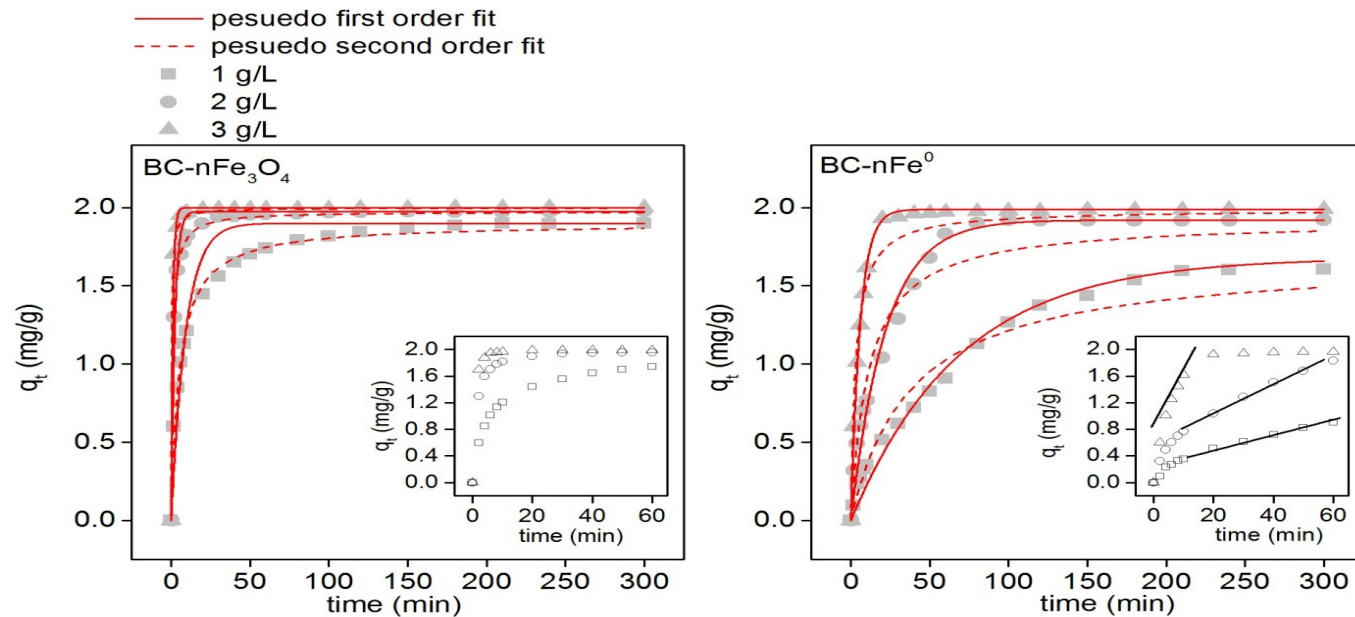 pesuedo first order fit
pesuedo second order fit
1 g/L
2 g/L
3 g/L
BC-nFe₃O₄
2.0
1.5
1.0
0.5
0.0
qₜ (mg/g)
0 50 100 150 200 250 300
time (min)
2.0
1.6
1.2
0.8
0.4
0.0
qₜ (mg/g)
0 20 40 60
time (min)
BC-nFe⁰
2.0
1.5
1.0
0.5
0.0
qₜ (mg/g)
0 50 100 150 200 250 300
time (min)
2.0
1.6
1.2
0.8
0.4
0.0
qₜ (mg/g)
0 20 40 60
time (min)